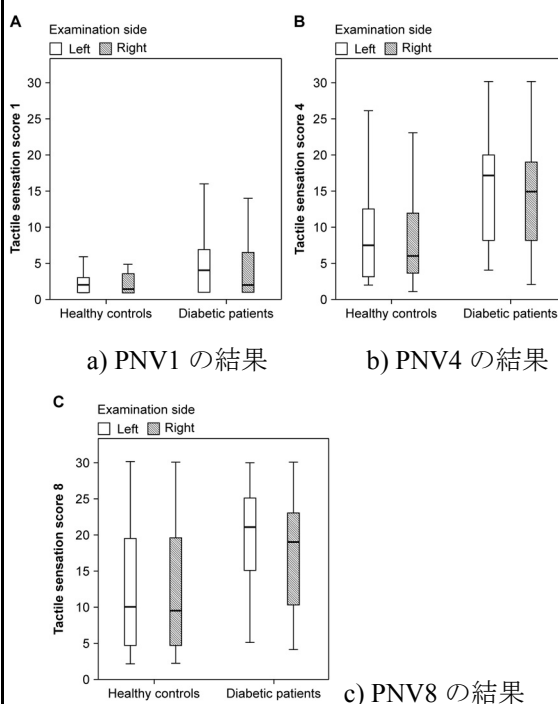 A
Examination side
Left Right
Tactile sensation score 1
30
25
20
15
10
5
0
Healthy controls Diabetic patients
a) PNV1 の結果
B
Examination side
Left Right
Tactile sensation score 4
30
25
20
15
10
5
0
Healthy controls Diabetic patients
b) PNV4 の結果
C
Examination side
Left Right
Tactile sensation score 8
30
25
20
15
10
5
0
Healthy controls Diabetic patients
c) PNV8 の結果